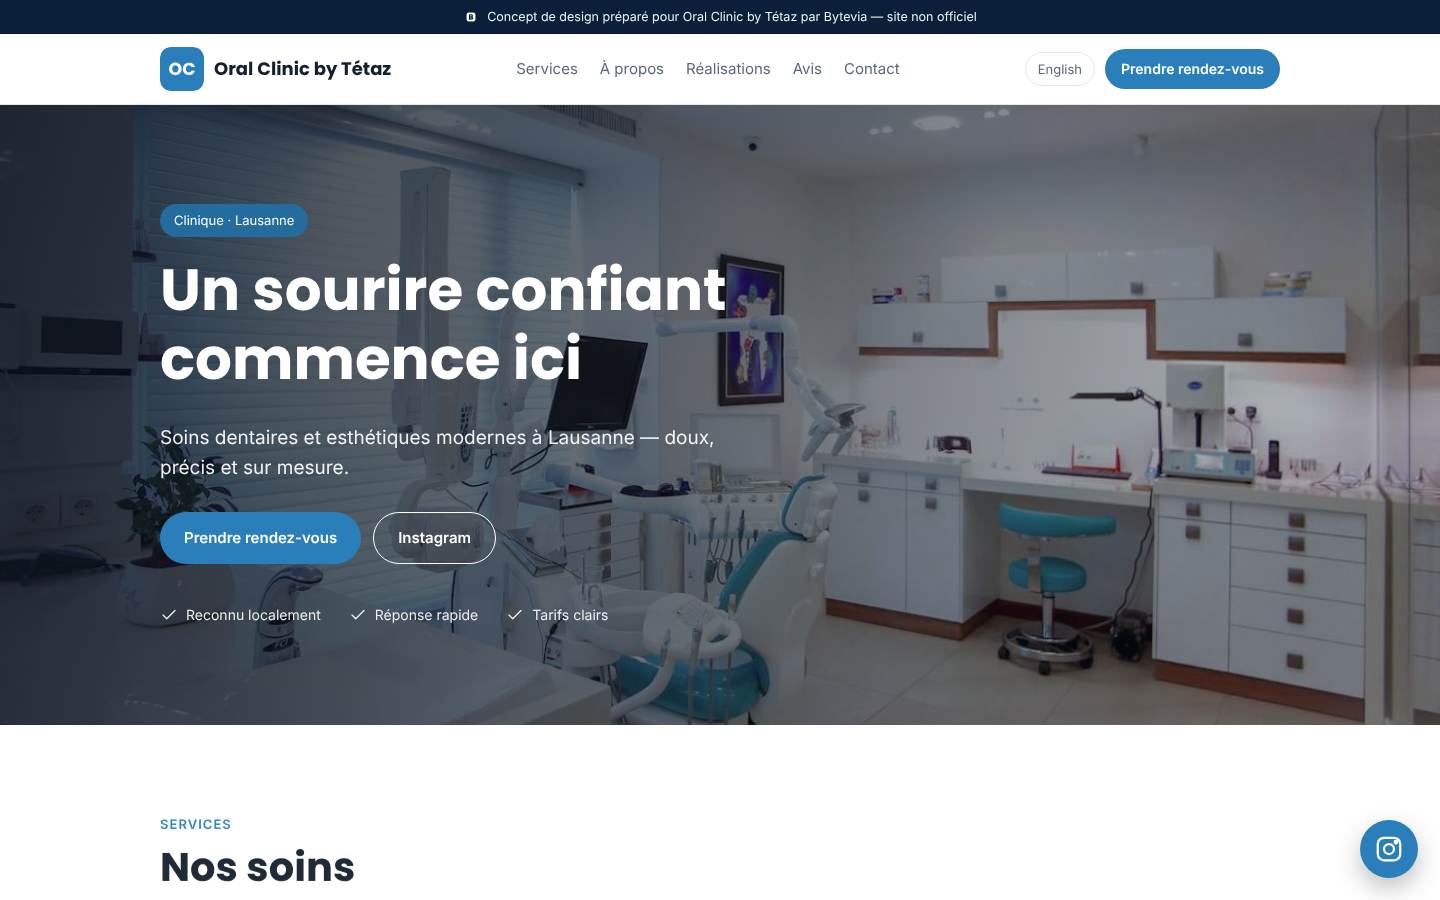 Concept de design préparé pour Oral Clinic by Tétaz par Bytevia — site non officiel
OC Oral Clinic by Tétaz
Services À propos Réalisations Avis Contact
English
Prendre rendez-vous
Clinique · Lausanne
Un sourire confiant
commence ici
Soins dentaires et esthétiques modernes à Lausanne — doux,
précis et sur mesure.
Prendre rendez-vous
Instagram
Reconnu localement
Réponse rapide
Tarifs clairs
SERVICES
Nos soins